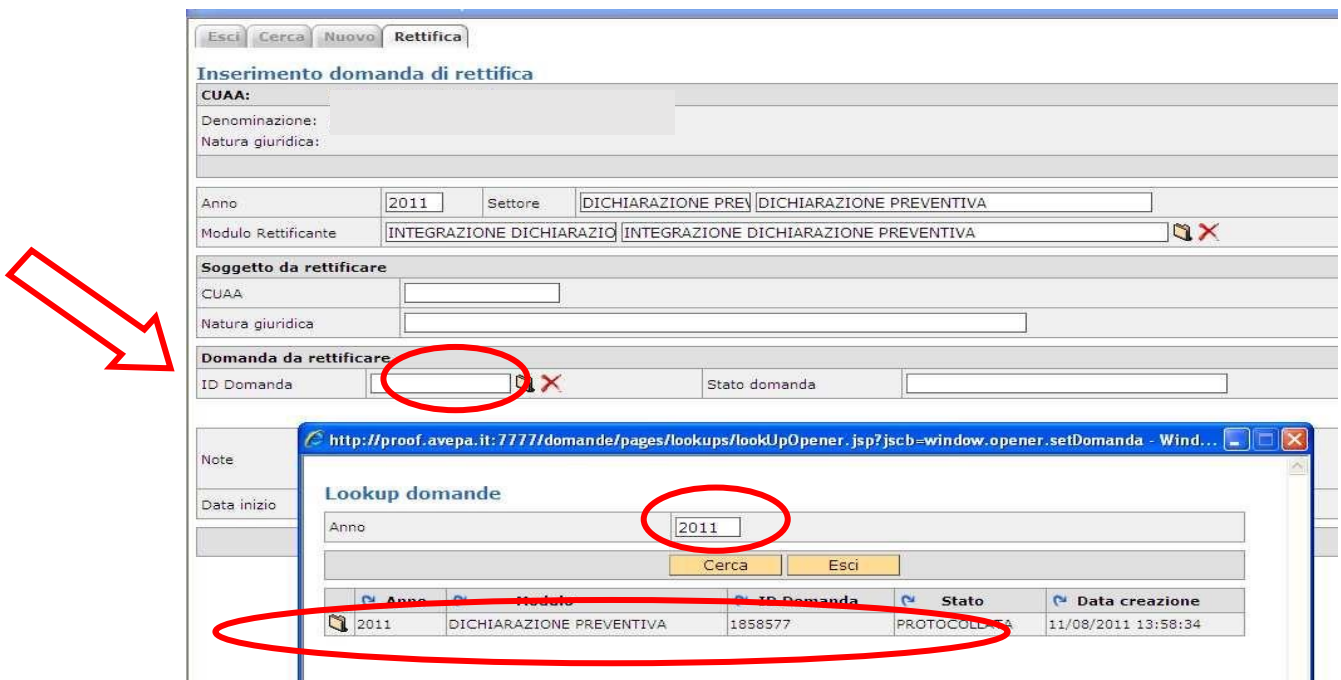 Esci Cerca Nuovo Rettifica
Inserimento domanda di rettifica
CUAA:
Denominazione:
Natura giuridica:
Anno 2011 Settore DICHIARAZIONE PREV DICHIARAZIONE PREVENTIVA
Modulo Rettificante INTEGRAZIONE DICHIARAZIO INTEGRAZIONE DICHIARAZIONE PREVENTIVA
Soggetto da rettificare
CUAA
Natura giuridica
Domanda da rettificare
ID Domanda Stato domanda
http://proof.avepa.it:7777/domande/pages/lookups/lookUpOpener.jsp?jscb=window.opener.setDomanda - Wind...
Note
Lookup domande
Data inizio
Anno 2011
Cerca Esci
Anno Modulo ID Domanda Stato Data creazione
2011 DICHIARAZIONE PREVENTIVA 1858577 PROTOCOLLATA 11/08/2011 13:58:34